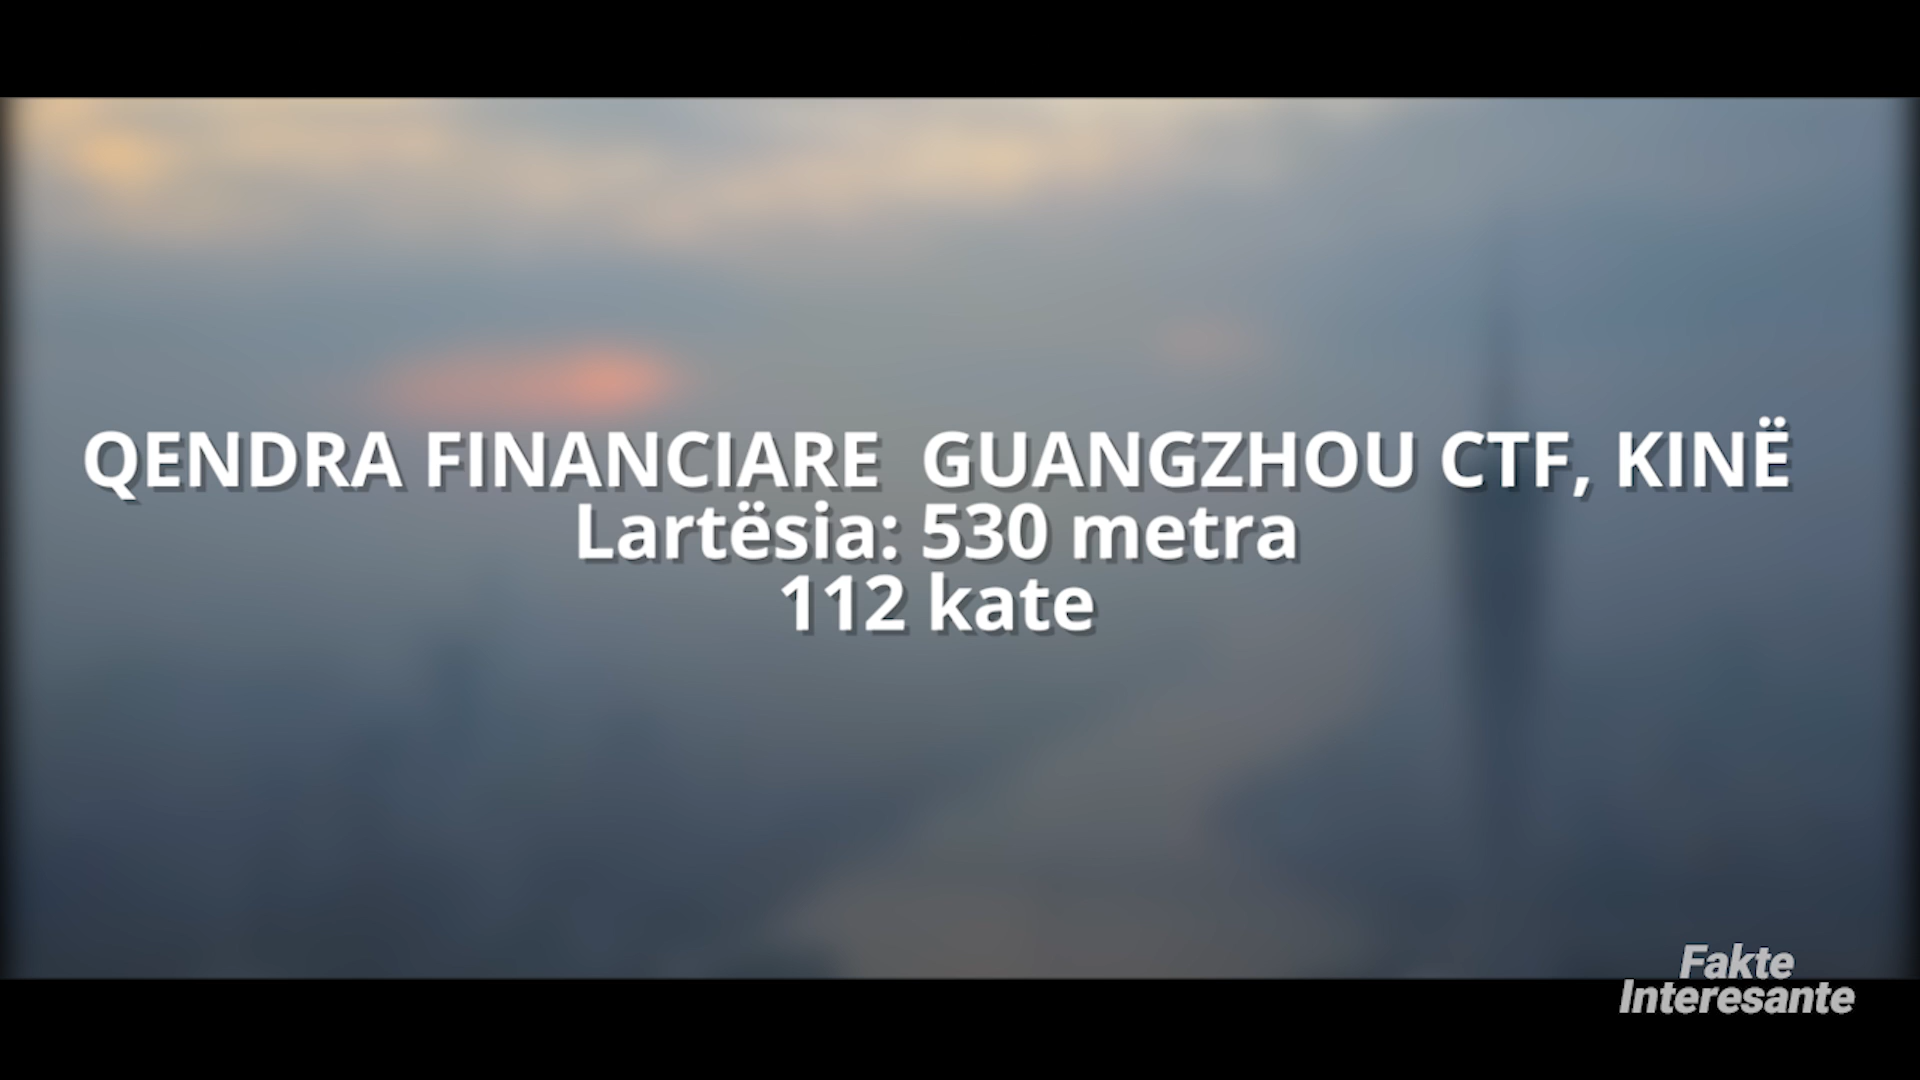 QENDRA FINANCIARE  GUANGZHOU CTF, KINË
Lartësia: 530 metra
112 kate
Fakte
Interesante